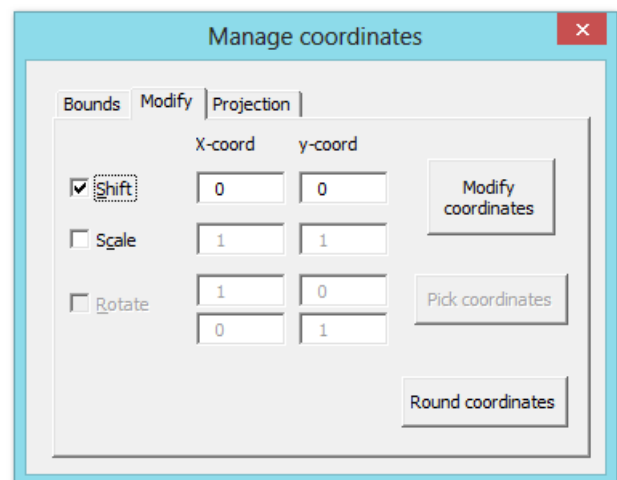 Manage coordinates
Bounds Modify Projection
X-coord y-coord
Shift 0 0
Modify
coordinates
Scale 1 1
Rotate 1 0
Pick coordinates
0 1
Round coordinates